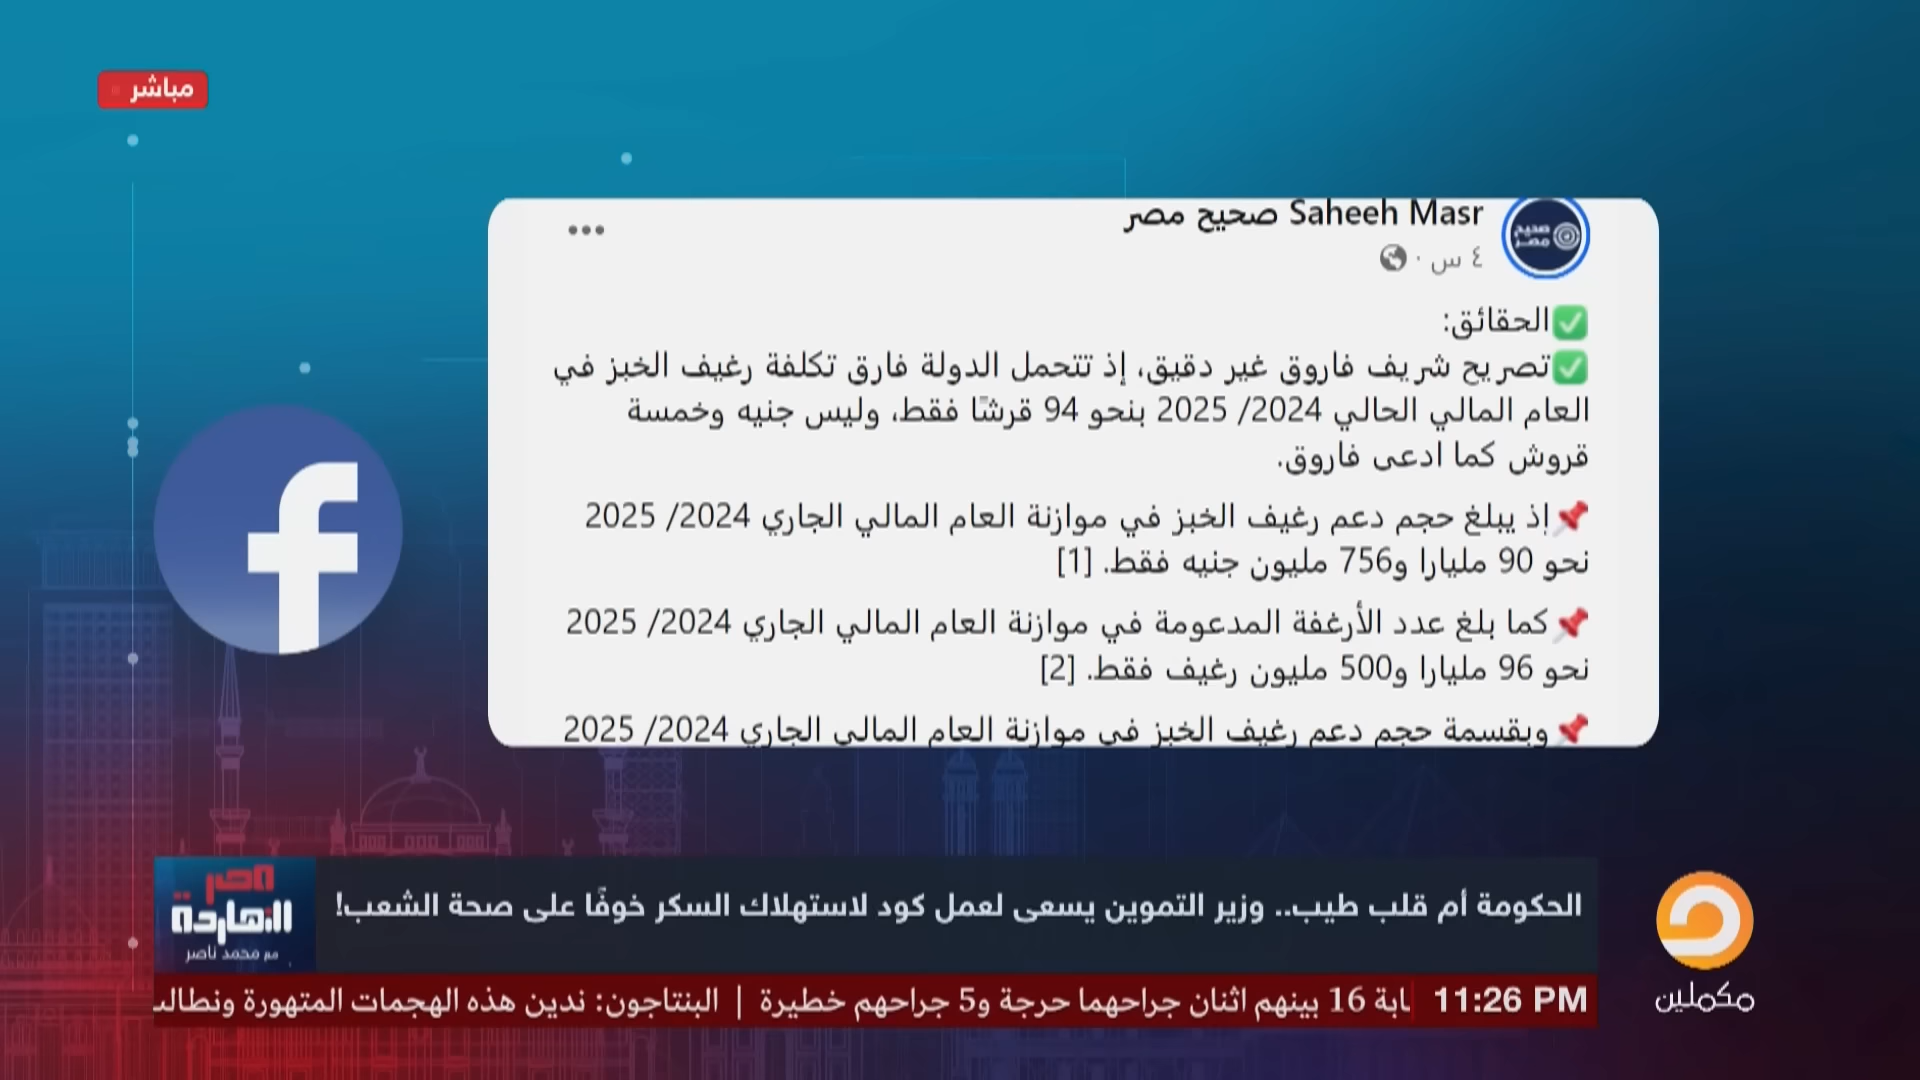 مباشر
Saheeh Masr صحيح مصر
٤ س ·
صحيح
مصر
✅الحقائق:
✅تصريح شريف فاروق غير دقيق، إذ تتحمل الدولة فارق تكلفة رغيف الخبز في
العام المالي الحالي 2024/ 2025 بنحو 94 قرشًا فقط، وليس جنيه وخمسة
قروش كما ادعى فاروق.
📌إذ يبلغ حجم دعم رغيف الخبز في موازنة العام المالي الجاري 2024/ 2025
نحو 90 مليارا و756 مليون جنيه فقط. [1]
📌كما بلغ عدد الأرغفة المدعومة في موازنة العام المالي الجاري 2024/ 2025
نحو 96 مليارا و500 مليون رغيف فقط. [2]
📌وبقسمة حجم دعم رغيف الخبز في موازنة العام المالي الجاري 2024/ 2025
الحكومة أم قلب طيب.. وزير التموين يسعى لعمل كود لاستهلاك السكر خوفًا على صحة الشعب!
مصر
النهاردة
مع محمد ناصر
11:26 PM
ـابة 16 بينهم اثنان جراحهما حرجة و5 جراحهم خطيرة | البنتاجون: ندين هذه الهجمات المتهورة ونطالب
مكملين